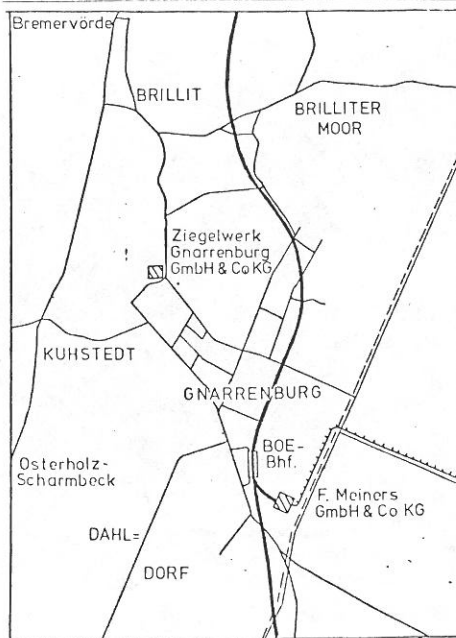 Bremervörde
BRILLIT
BRILLITER
MOOR
Ziegelwerk
Gnarrenburg
GmbH & Co KG
KUHSTEDT
GNARRENBURG
BOE-
Bhf.
Osterholz-
Scharmbeck
F. Meiners
GmbH & Co KG
DAHL=
DORF